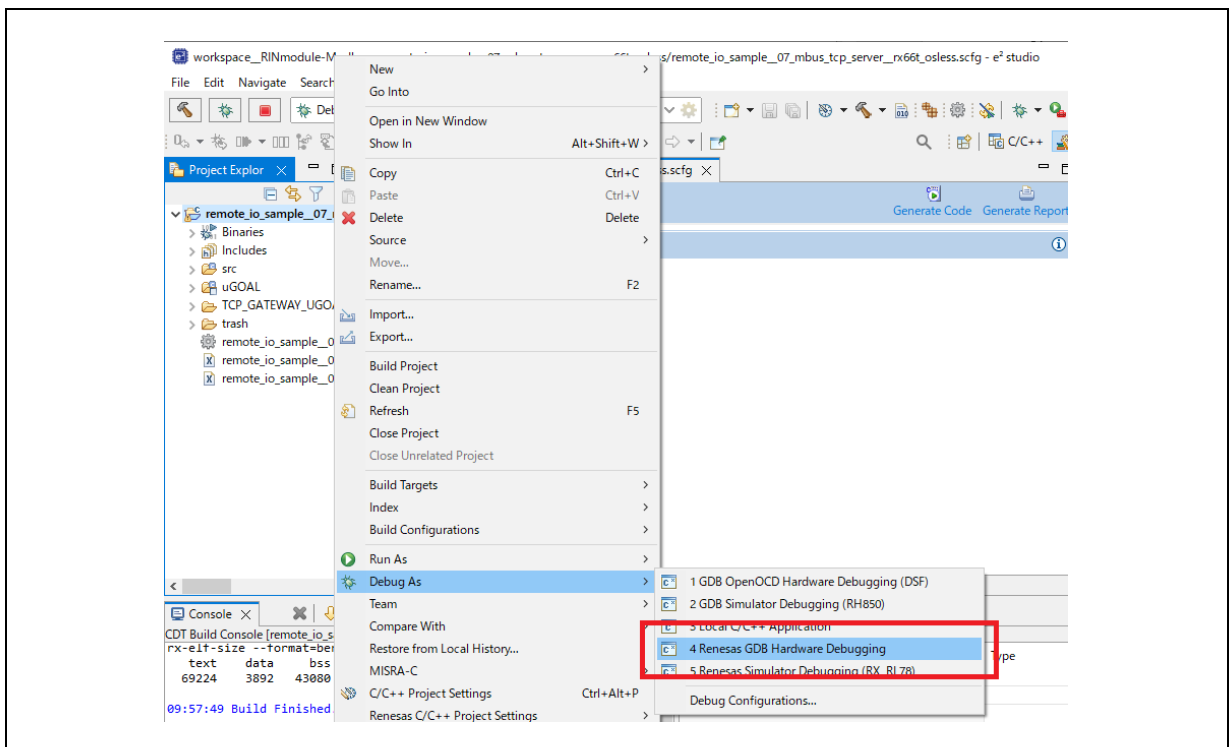 workspace__RINmodule-M
s/remote_io_sample__07_mbus_tcp_server__rx66t_osless.scfg - e² studio
File Edit Navigate Search
Project Explor
s.scfg
C/C++
Generate Code Generate Report
remote_io_sample__07_
Binaries
Includes
src
uGOAL
TCP_GATEWAY_UGO
trash
remote_io_sample__0
remote_io_sample__0
remote_io_sample__0
New
Go Into
Open in New Window
Show In Alt+Shift+W >
Copy Ctrl+C
Paste Ctrl+V
Delete Delete
Source
Move...
Rename... F2
Import...
Export...
Build Project
Clean Project
Refresh F5
Close Project
Close Unrelated Project
Build Targets
Index
Build Configurations
Run As
Debug As
Team
Compare With
Restore from Local History...
MISRA-C
C/C++ Project Settings Ctrl+Alt+P
Renesas C/C++ Project Settings
1 GDB OpenOCD Hardware Debugging (DSF)
2 GDB Simulator Debugging (RH850)
3 Local C/C++ Application
4 Renesas GDB Hardware Debugging
5 Renesas Simulator Debugging (RX, RL78)
Debug Configurations...
Type
Console
CDT Build Console [remote_io_s
rx-elf-size --format=ber
text data bss
69224 3892 43080
09:57:49 Build Finished